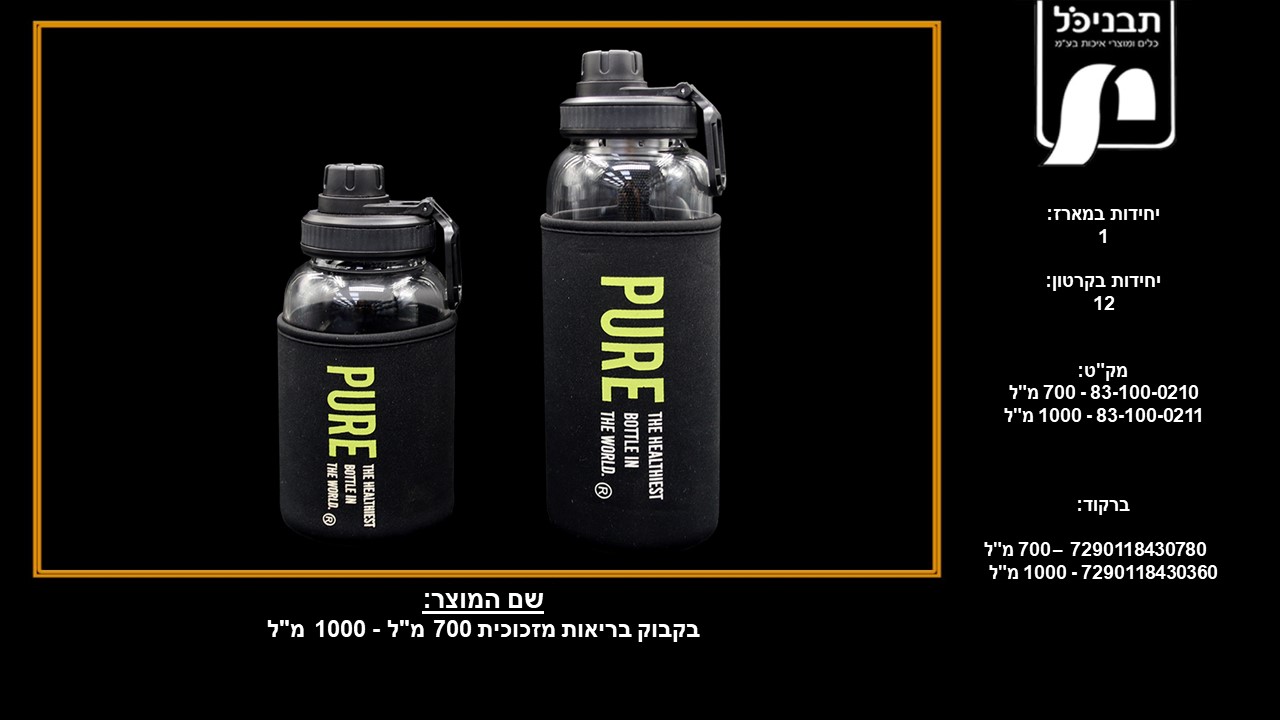 תבניכל
כלים ומוצרי איכות בע"מ
יחידות במארז:
1
יחידות בקרטון:
12
מק"ט:
83-100-0210 - 700 מ"ל
83-100-0211 - 1000 מ"ל
ברקוד:
7290118430780 – 700 מ"ל
7290118430360 - 1000 מ"ל
PURE
THE HEALTHIEST
BOTTLE IN
THE WORLD. ®
PURE
THE HEALTHIEST
BOTTLE IN
THE WORLD. ®
שם המוצר:
בקבוק בריאות מזכוכית 700 מ"ל - 1000 מ"ל